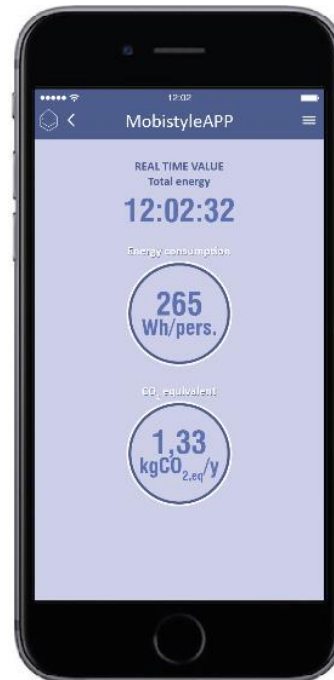 12:02
MobistyleAPP
REAL TIME VALUE
Total energy
12:02:32
Energy consumption
265
Wh/pers.
CO₂ equivalent
1,33
kgCO₂,eq/y